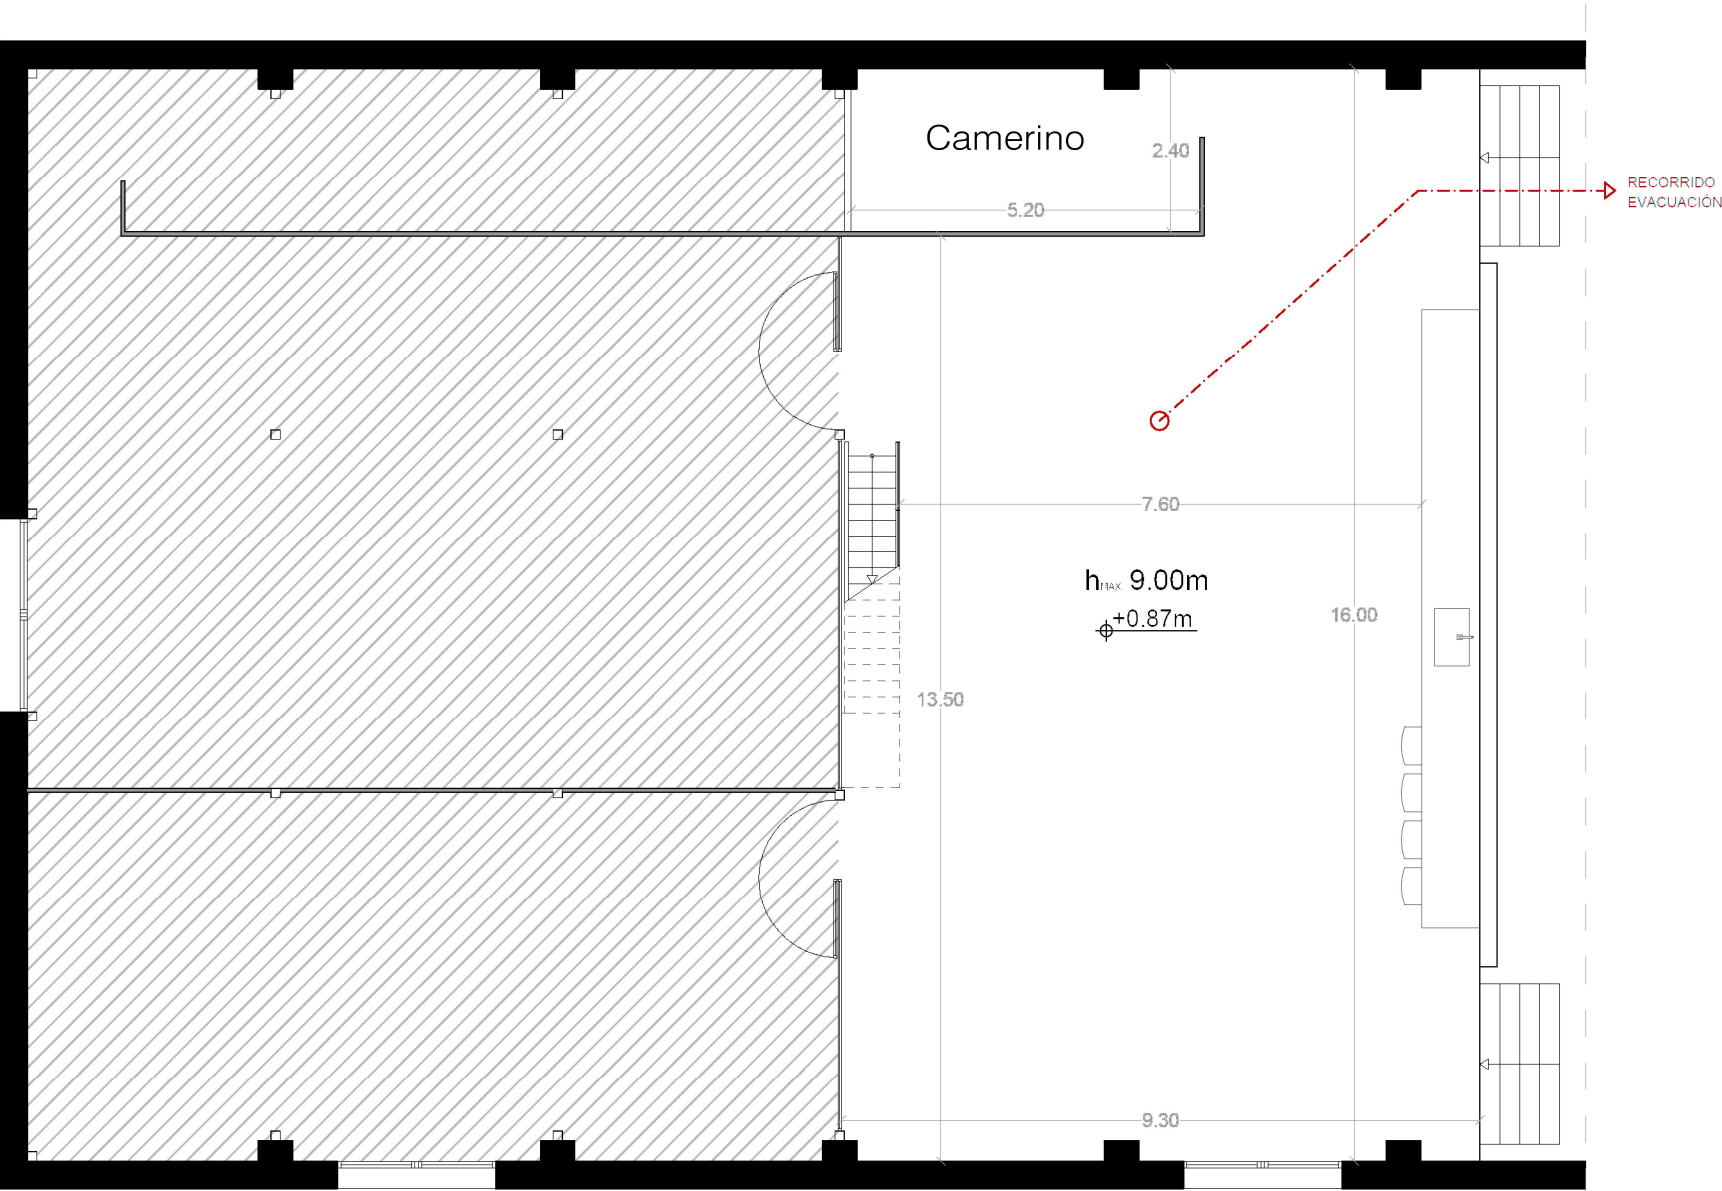 Camerino
2.40
RECORRIDO
EVACUACIÓN
5.20
7.60
hMAX 9.00m
+0.87m
16.00
13.50
9.30